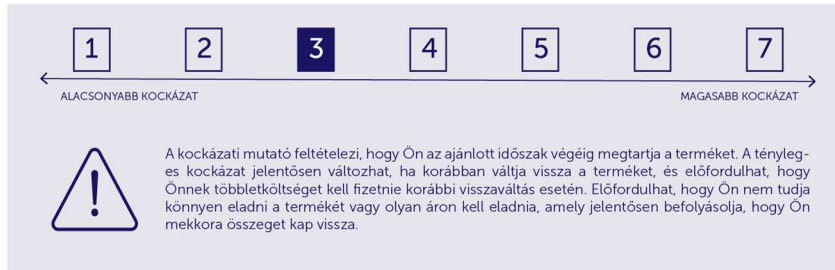 1 2 3 4 5 6 7
ALACSONYABB KOCKÁZAT MAGASABB KOCKÁZAT
A kockázati mutató feltételezi, hogy Ön az ajánlott időszak végéig megtartja a terméket. A tényleg-
es kockázat jelentősen változhat, ha korábban váltja vissza a terméket, és előfordulhat, hogy
Önnek többletköltséget kell fizetnie korábbi visszaváltás esetén. Előfordulhat, hogy Ön nem tudja
könnyen eladni a termékét vagy olyan áron kell eladnia, amely jelentősen befolyásolja, hogy Ön
mekkora összeget kap vissza.